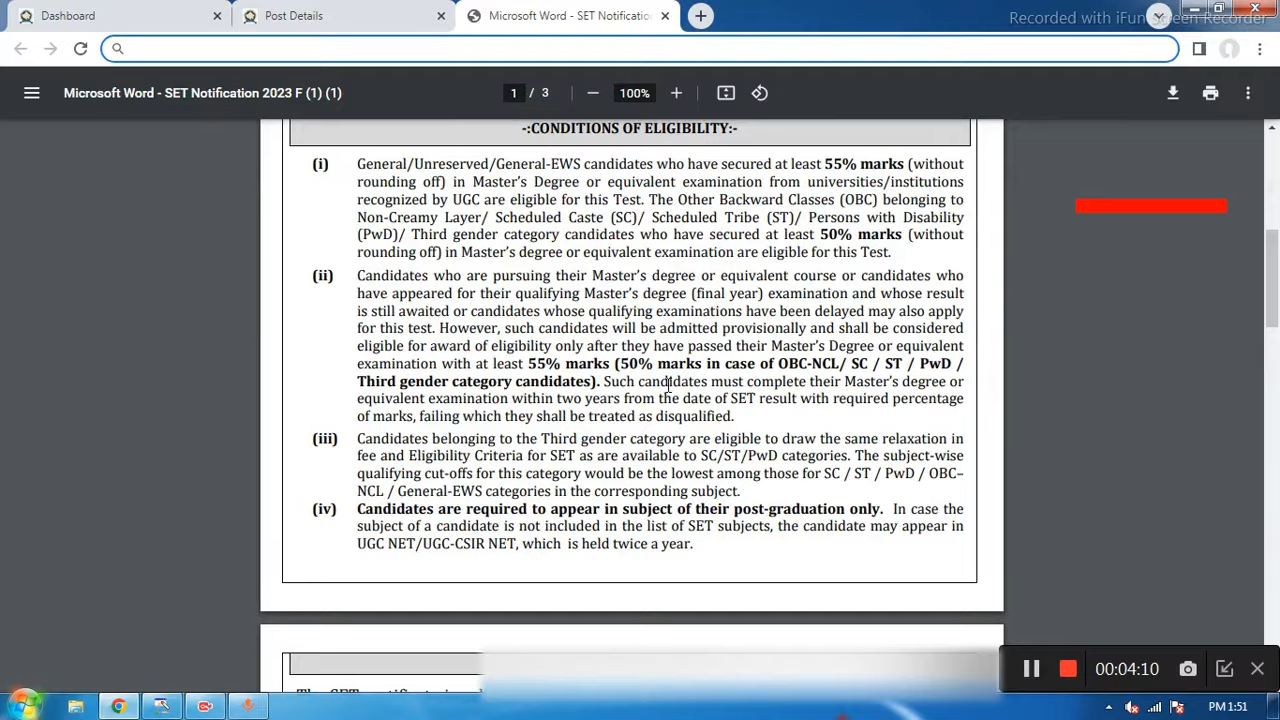 Dashboard
Post Details
Microsoft Word - SET Notification
Recorded with iFun Screen Recorder
Microsoft Word - SET Notification 2023 F (1) (1)
1 / 3
100%
-:CONDITIONS OF ELIGIBILITY:-
(i) General/Unreserved/General-EWS candidates who have secured at least 55% marks (without
rounding off) in Master's Degree or equivalent examination from universities/institutions
recognized by UGC are eligible for this Test. The Other Backward Classes (OBC) belonging to
Non-Creamy Layer/ Scheduled Caste (SC)/ Scheduled Tribe (ST)/ Persons with Disability
(PwD)/ Third gender category candidates who have secured at least 50% marks (without
rounding off) in Master's degree or equivalent examination are eligible for this Test.
(ii) Candidates who are pursuing their Master's degree or equivalent course or candidates who
have appeared for their qualifying Master's degree (final year) examination and whose result
is still awaited or candidates whose qualifying examinations have been delayed may also apply
for this test. However, such candidates will be admitted provisionally and shall be considered
eligible for award of eligibility only after they have passed their Master's Degree or equivalent
examination with at least 55% marks (50% marks in case of OBC-NCL/ SC / ST / PwD /
Third gender category candidates). Such candidates must complete their Master's degree or
equivalent examination within two years from the date of SET result with required percentage
of marks, failing which they shall be treated as disqualified.
(iii) Candidates belonging to the Third gender category are eligible to draw the same relaxation in
fee and Eligibility Criteria for SET as are available to SC/ST/PwD categories. The subject-wise
qualifying cut-offs for this category would be the lowest among those for SC / ST / PwD / OBC–
NCL / General-EWS categories in the corresponding subject.
(iv) Candidates are required to appear in subject of their post-graduation only. In case the
subject of a candidate is not included in the list of SET subjects, the candidate may appear in
UGC NET/UGC-CSIR NET, which is held twice a year.
00:04:10
PM 1:51